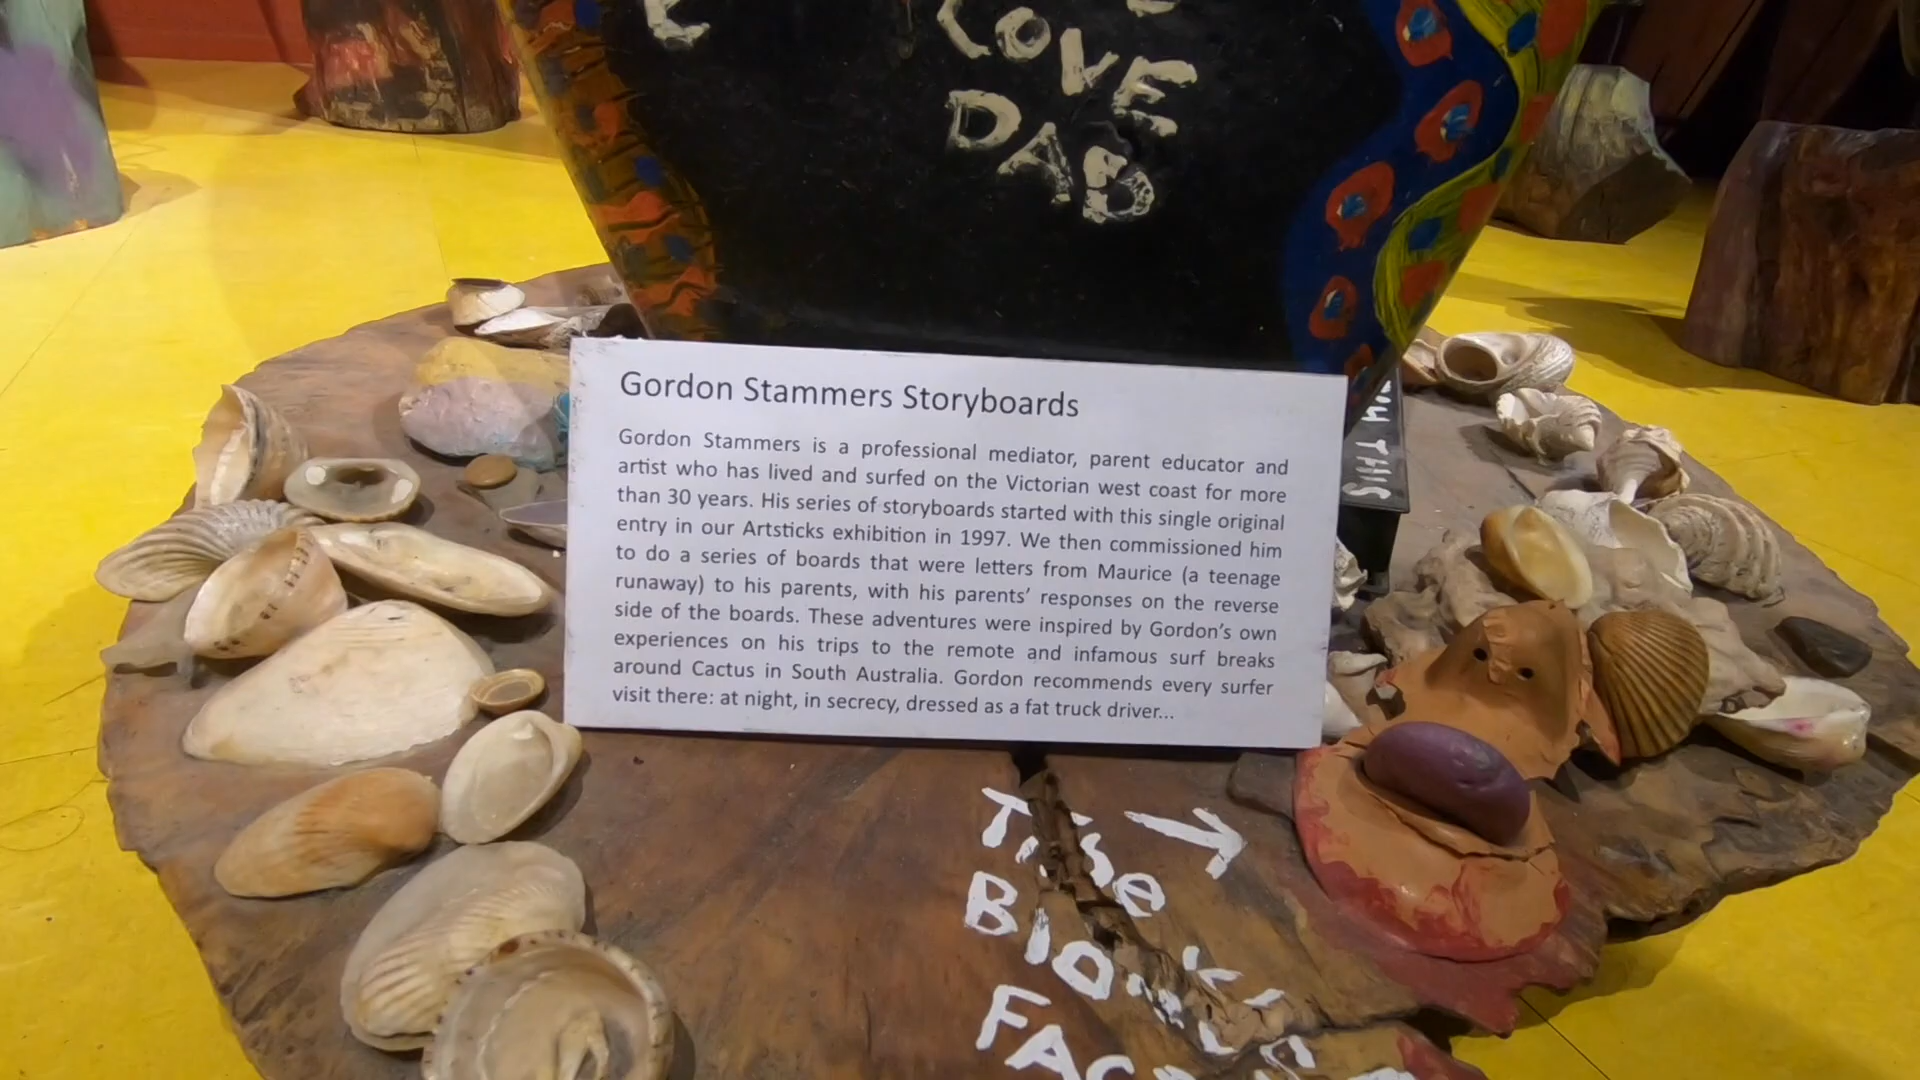 LOVE
DAD
Gordon Stammers Storyboards
Gordon Stammers is a professional mediator, parent educator and
artist who has lived and surfed on the Victorian west coast for more
than 30 years. His series of storyboards started with this single original
entry in our Artsticks exhibition in 1997. We then commissioned him
to do a series of boards that were letters from Maurice (a teenage
runaway) to his parents, with his parents’ responses on the reverse
side of the boards. These adventures were inspired by Gordon’s own
experiences on his trips to the remote and infamous surf breaks
around Cactus in South Australia. Gordon recommends every surfer
visit there: at night, in secrecy, dressed as a fat truck driver...
THIS